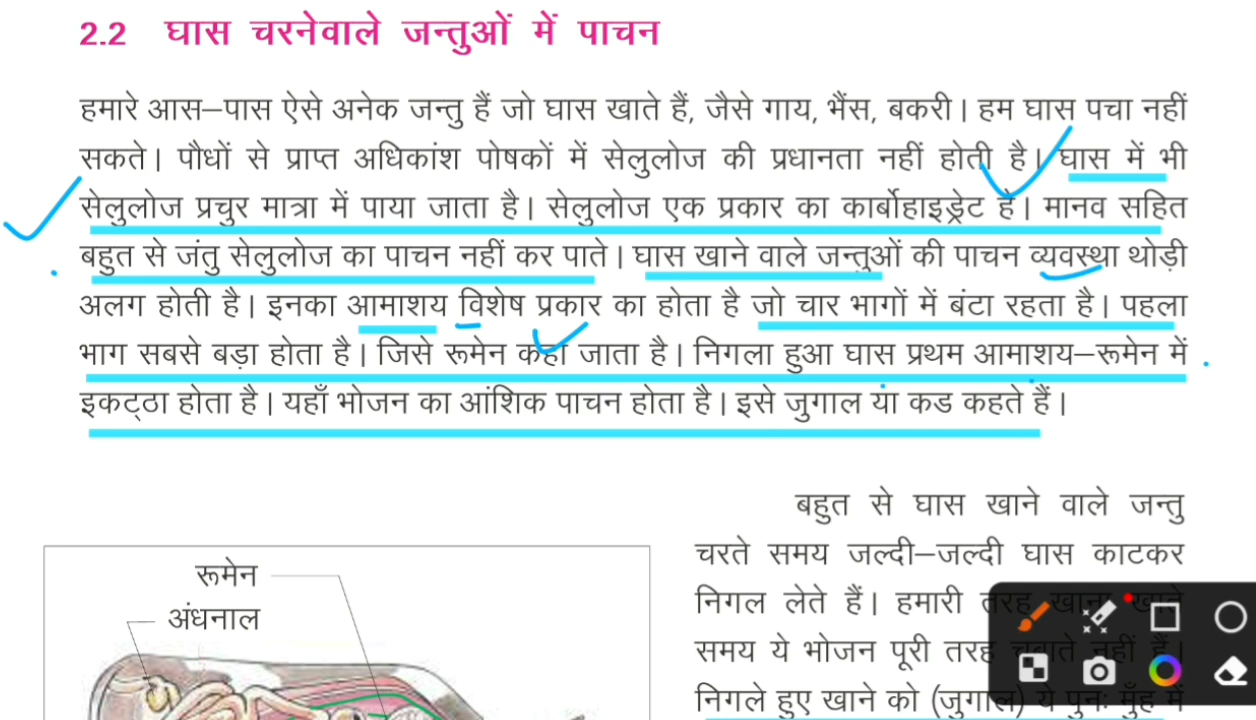 2.2 घास चरनेवाले जन्तुओं में पाचन
हमारे आस–पास ऐसे अनेक जन्तु हैं जो घास खाते हैं, जैसे गाय, भैंस, बकरी। हम घास पचा नहीं
सकते। पौधों से प्राप्त अधिकांश पोषकों में सेलुलोज की प्रधानता नहीं होती है। घास में भी
सेलुलोज प्रचुर मात्रा में पाया जाता है। सेलुलोज एक प्रकार का कार्बोहाइड्रेट है। मानव सहित
बहुत से जंतु सेलुलोज का पाचन नहीं कर पाते। घास खाने वाले जन्तुओं की पाचन व्यवस्था थोड़ी
अलग होती है। इनका आमाशय विशेष प्रकार का होता है जो चार भागों में बंटा रहता है। पहला
भाग सबसे बड़ा होता है। जिसे रूमेन कहा जाता है। निगला हुआ घास प्रथम आमाशय–रूमेन में
इकट्ठा होता है। यहाँ भोजन का आंशिक पाचन होता है। इसे जुगाल या कड कहते हैं।
बहुत से घास खाने वाले जन्तु
चरते समय जल्दी–जल्दी घास काटकर
निगल लेते हैं। हमारी तरह खाना खाते
समय ये भोजन पूरी तरह चबाते नहीं हैं।
निगले हुए खाने को (जुगाल) ये पुनः मुँह में
रूमेन
अंधनाल